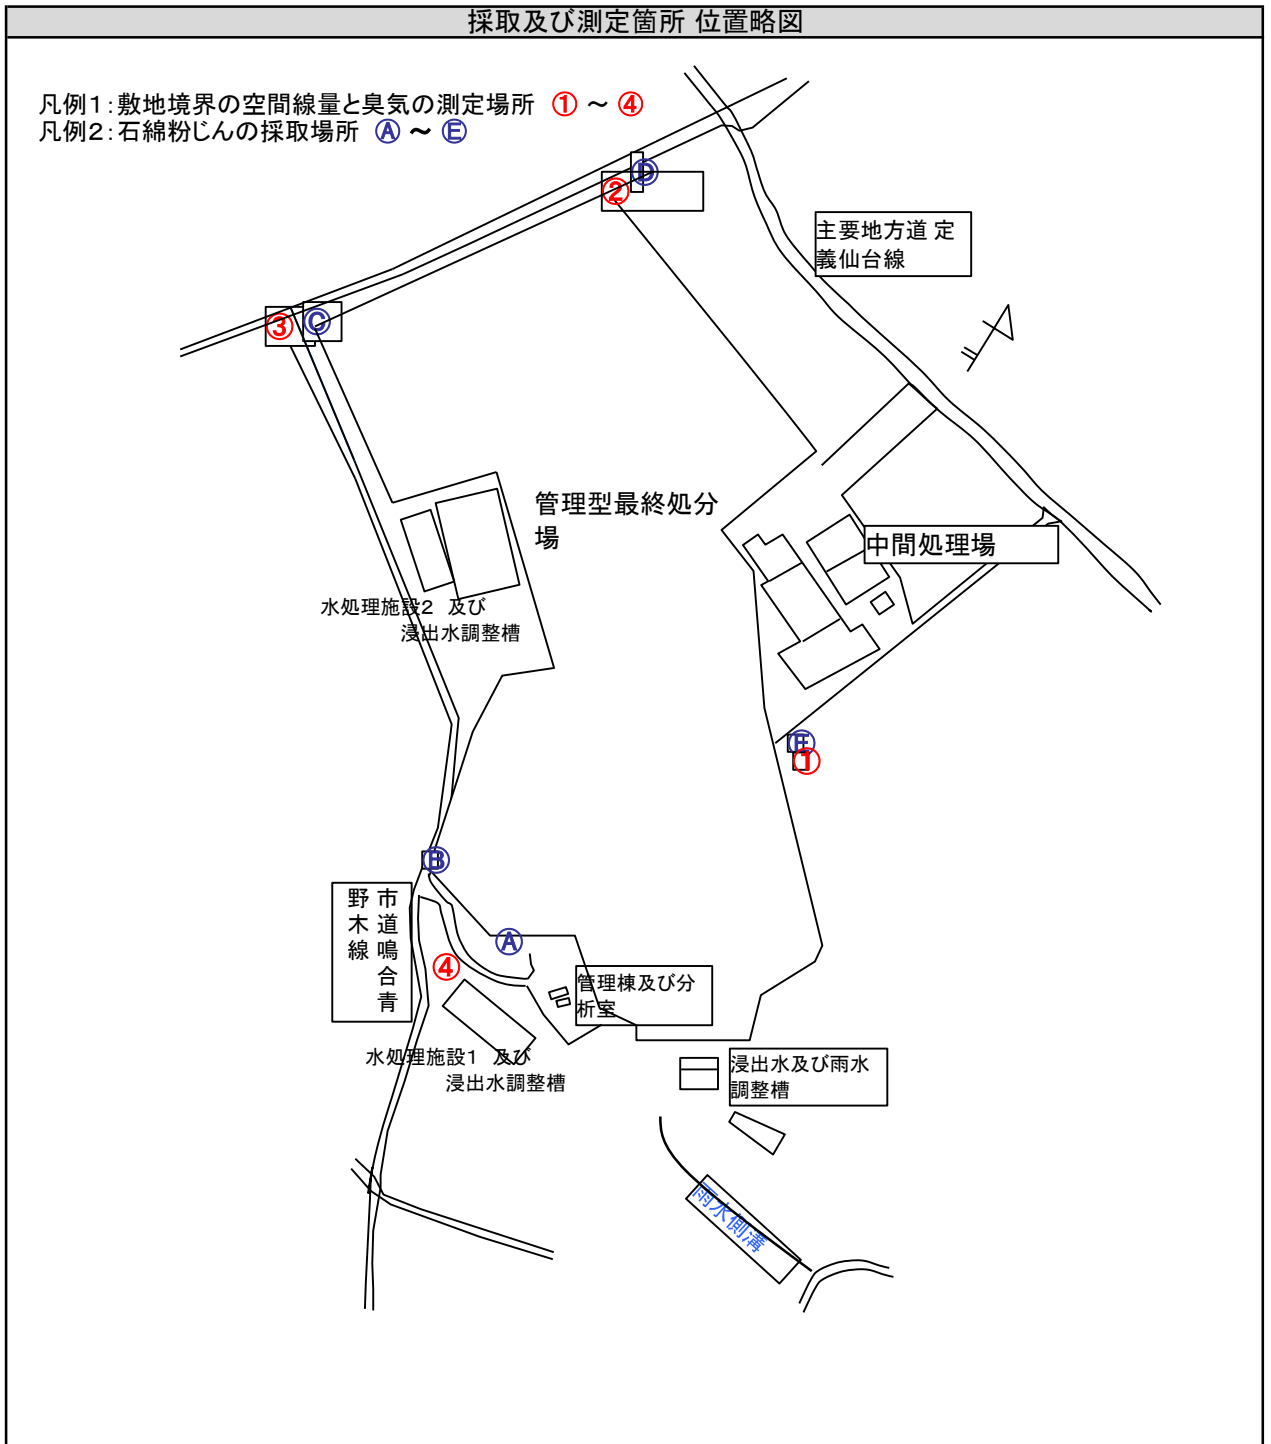 採取及び測定箇所 位置略図
凡例1：敷地境界の空間線量と臭気の測定場所 ① ～ ④
凡例2：石綿粉じんの採取場所 Ⓐ ～ Ⓔ
Ⓓ
②
主要地方道 定
義仙台線
③
Ⓒ
管理型最終処分
場
中間処理場
水処理施設2 及び
浸出水調整槽
Ⓔ
①
Ⓑ
市道鳴合青
野木線
Ⓐ
④
管理棟及び分
析室
水処理施設1 及び
浸出水調整槽
浸出水及び雨水
調整槽
雨水側溝